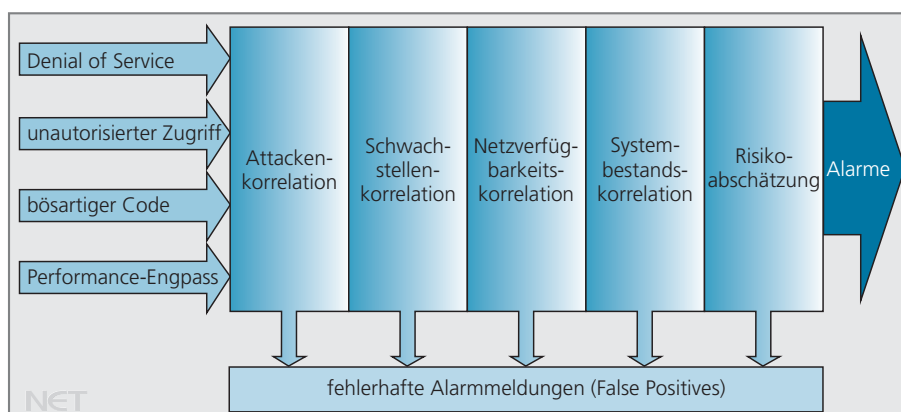 Denial of Service
unautorisierter Zugriff
bösartiger Code
Performance-Engpass
Attacken-
korrelation
Schwach-
stellen-
korrelation
Netzverfüg-
barkeits-
korrelation
System-
bestands-
korrelation
Risiko-
abschätzung
Alarme
fehlerhafte Alarmmeldungen (False Positives)
NET